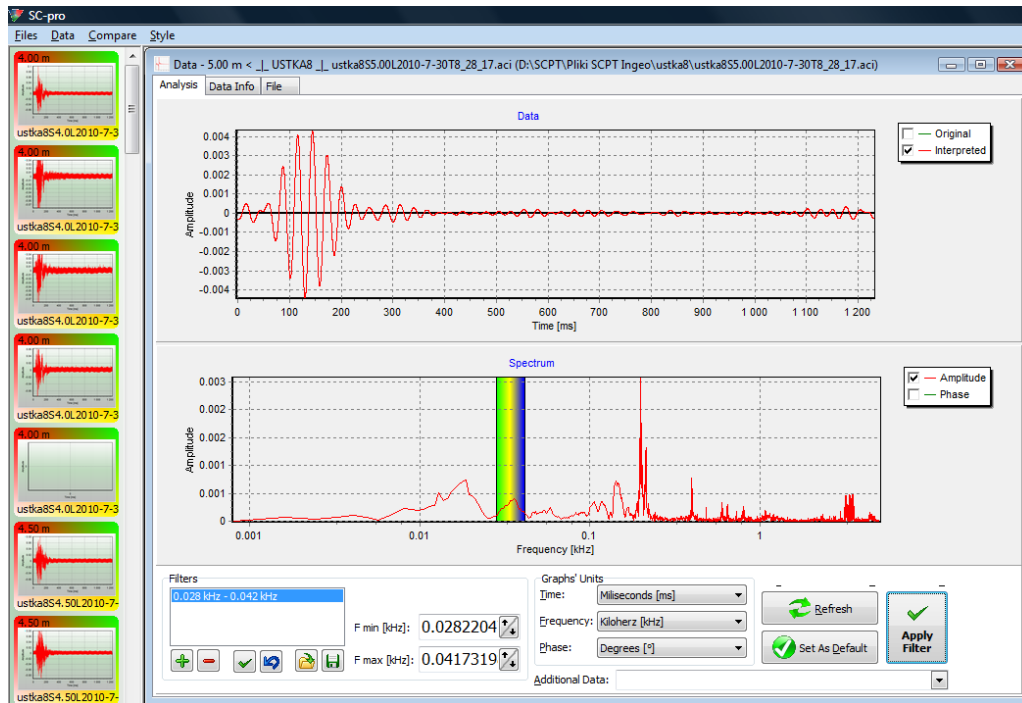 SC-pro
Files Data Compare Style
4.00 m
ustka8S4.0L2010-7-3
4.00 m
ustka8S4.0L2010-7-3
4.00 m
ustka8S4.0L2010-7-3
4.00 m
ustka8S4.0L2010-7-3
4.00 m
ustka8S4.0L2010-7-3
4.50 m
ustka8S4.50L2010-7-
4.50 m
ustka8S4.50L2010-7-
Data - 5.00 m < _|_ USTKA8 _|_ ustka8S5.00L2010-7-30T8_28_17.aci (D:\SCPT\Pliki SCPT Ingeo\ustka8\ustka8S5.00L2010-7-30T8_28_17.aci)
Analysis Data Info File
Data
Amplitude
0.004
0.003
0.002
0.001
0
-0.001
-0.002
-0.003
-0.004
0 100 200 300 400 500 600 700 800 900 1 000 1 100 1 200
Time [ms]
Original
Interpreted
Spectrum
Amplitude
0.003
0.002
0.002
0.001
0.001
0
0.001 0.01 0.1 1
Frequency [kHz]
Amplitude
Phase
Filters
0.028 kHz - 0.042 kHz
F min [kHz]: 0.0282204
F max [kHz]: 0.0417319
Graphs' Units
Time: Miliseconds [ms]
Frequency: Kiloherz [kHz]
Phase: Degrees [°]
Refresh
Set As Default
Apply
Filter
Additional Data: